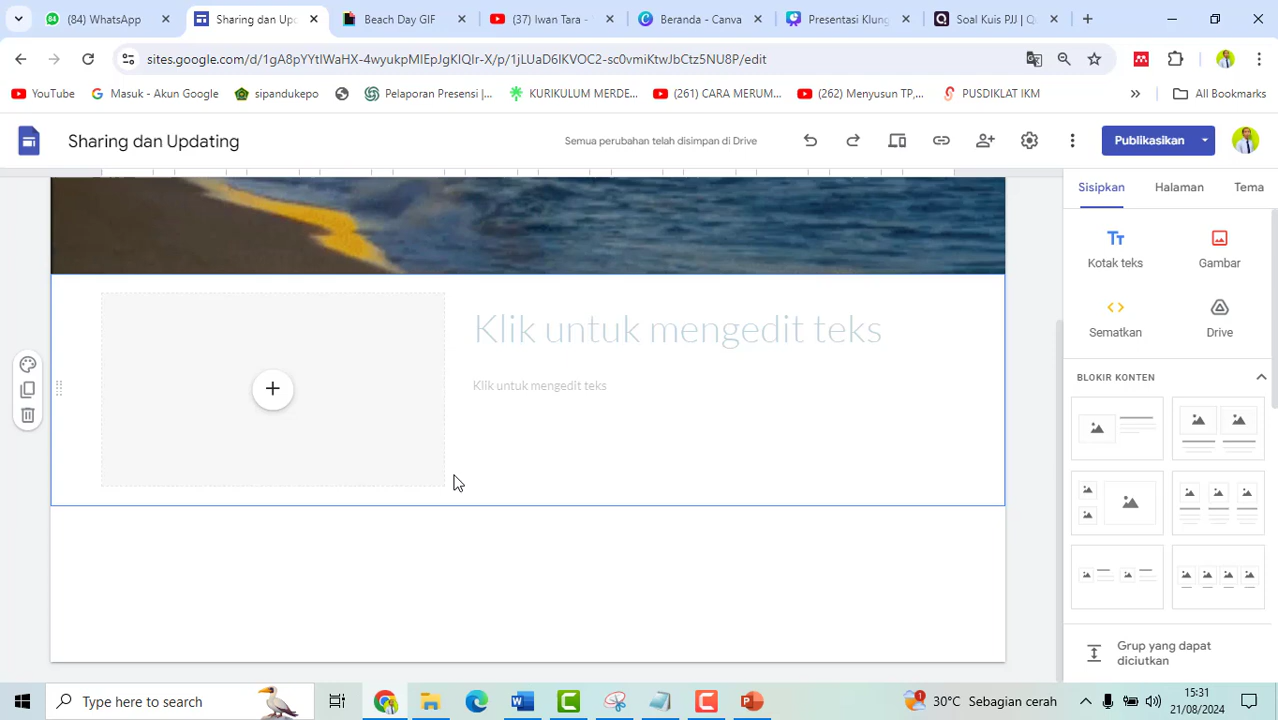 (84) WhatsApp
Sharing dan Upd
Beach Day GIF
(37) Iwan Tara -
Beranda - Canva
Presentasi Klung
Soal Kuis PJJ | Q
sites.google.com/d/1gA8pYYtIWaHX-4wyukpMIEpdgKIQIr-X/p/1jLUaD6IKVOC2-sc0vmiKtwJbCtz5NU8P/edit
YouTube
Masuk - Akun Google
sipandukepo
Pelaporan Presensi |...
KURIKULUM MERDE...
(261) CARA MERUM...
(262) Menyusun TP,...
PUSDIKLAT IKM
All Bookmarks
Sharing dan Updating
Semua perubahan telah disimpan di Drive
Publikasikan
Sisipkan
Halaman
Tema
Kotak teks
Gambar
Sematkan
Drive
BLOKIR KONTEN
Klik untuk mengedit teks
Klik untuk mengedit teks
Grup yang dapat
diciutkan
Type here to search
30°C Sebagian cerah
15:31
21/08/2024